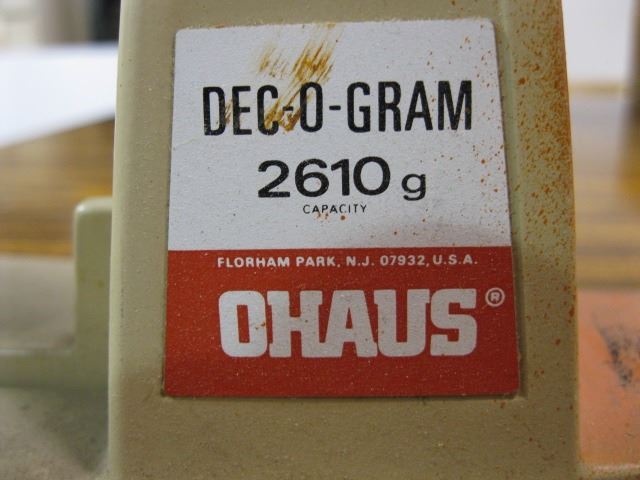 DEC-O-GRAM
2610 g
CAPACITY
FLORHAM PARK, N.J. 07932, U.S.A.
OHAUS®